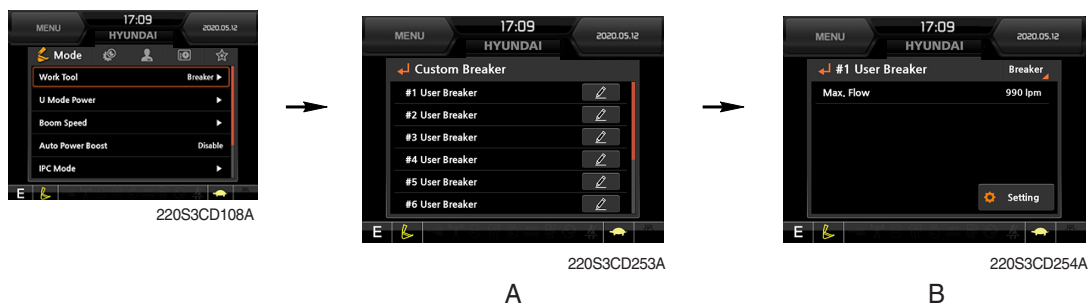 MENU
17:09
HYUNDAI
2020.05.12
Mode
Work Tool
Breaker ▶
U Mode Power ▶
Boom Speed ▶
Auto Power Boost
Disable
IPC Mode ▶
E
220S3CD108A
MENU
17:09
HYUNDAI
2020.05.12
Custom Breaker
#1 User Breaker
#2 User Breaker
#3 User Breaker
#4 User Breaker
#5 User Breaker
#6 User Breaker
E
220S3CD253A
A
MENU
17:09
HYUNDAI
2020.05.12
#1 User Breaker
Breaker
Max, Flow
990 lpm
Setting
E
220S3CD254A
B